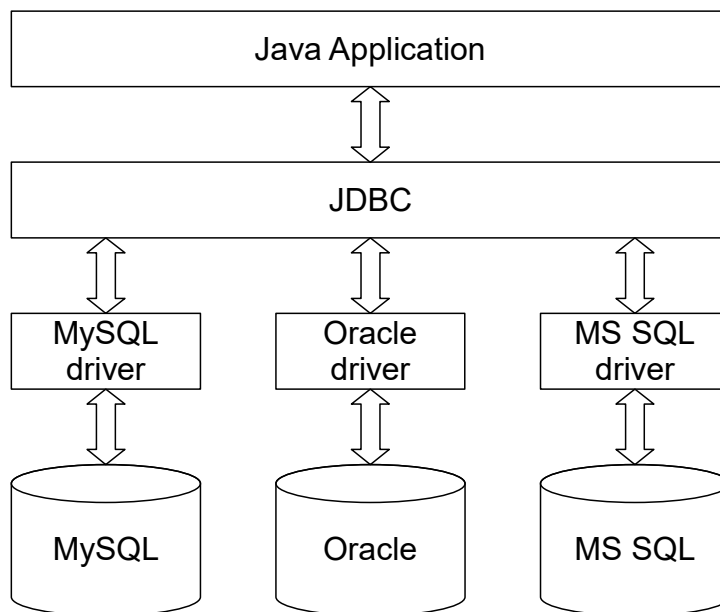 Java Application
JDBC
MySQL
driver
Oracle
driver
MS SQL
driver
MySQL
Oracle
MS SQL